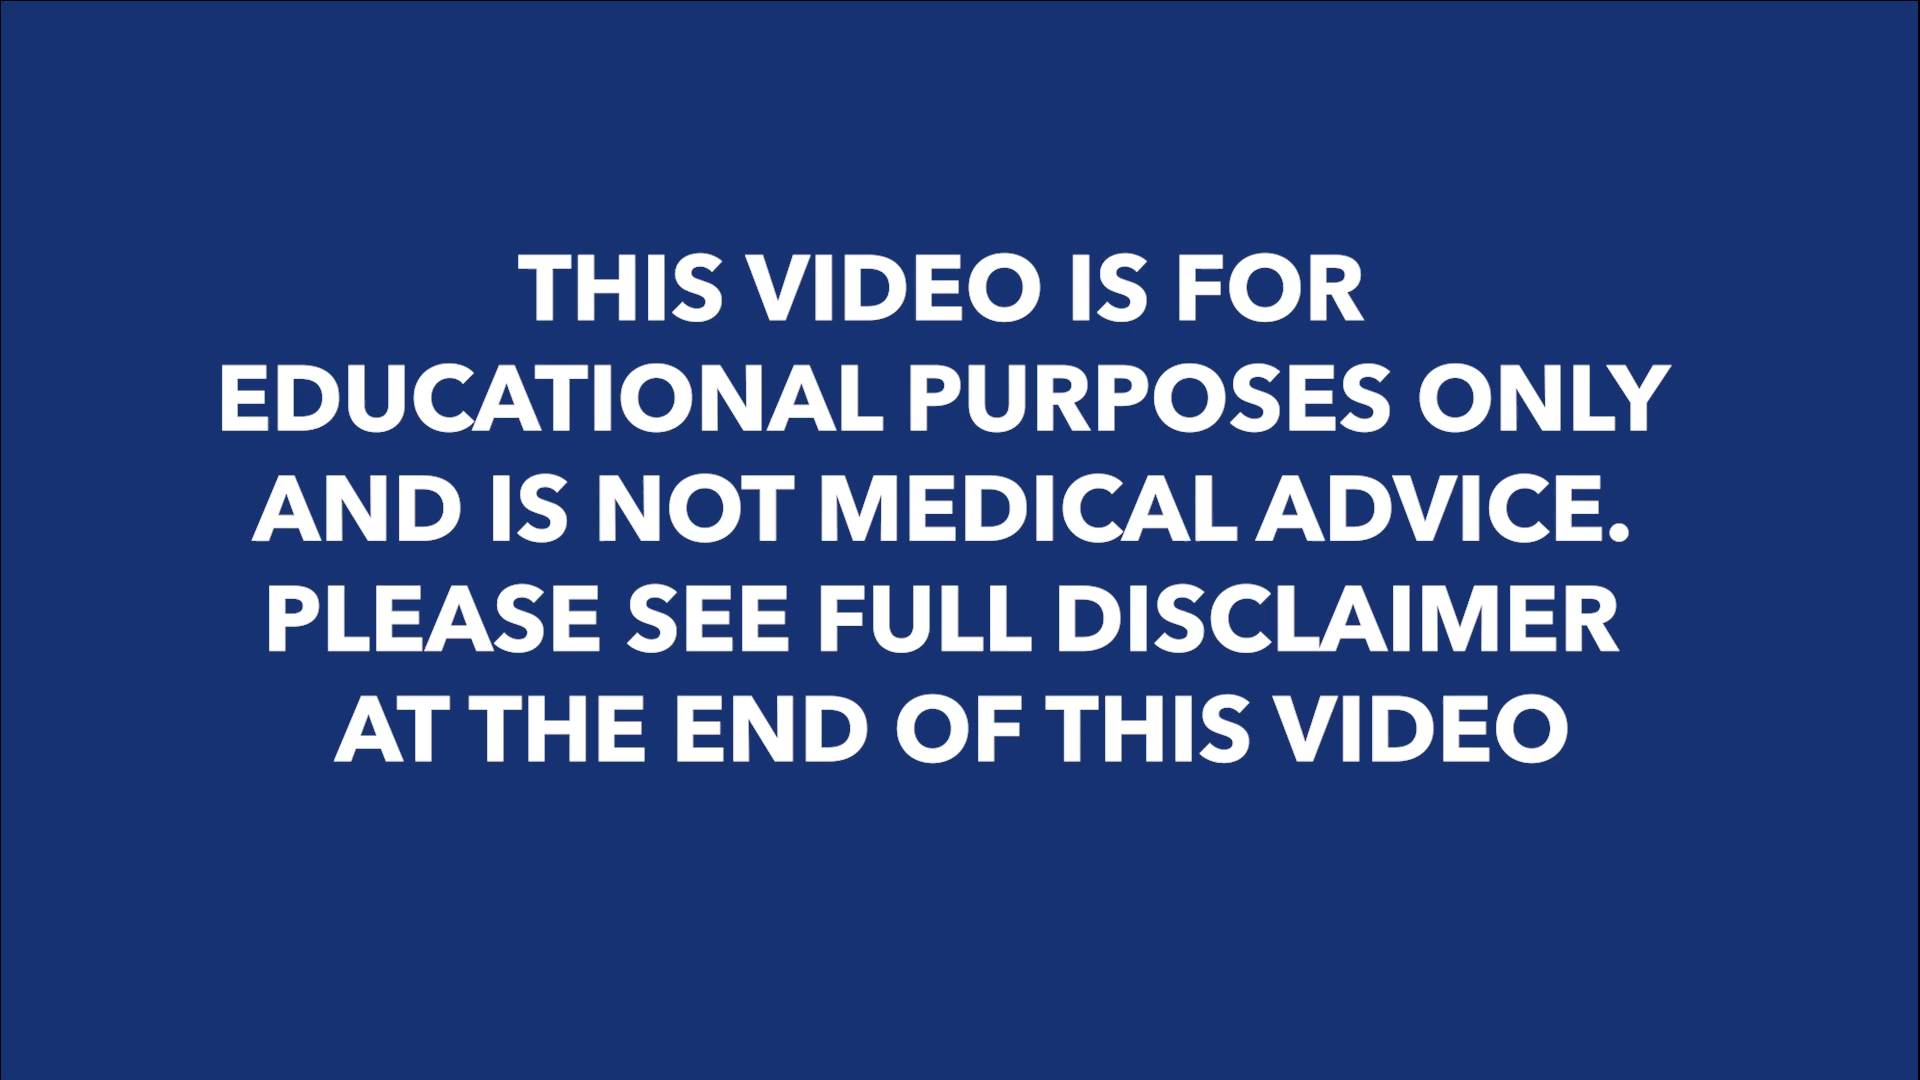 THIS VIDEO IS FOR
EDUCATIONAL PURPOSES ONLY
AND IS NOT MEDICAL ADVICE.
PLEASE SEE FULL DISCLAIMER
AT THE END OF THIS VIDEO